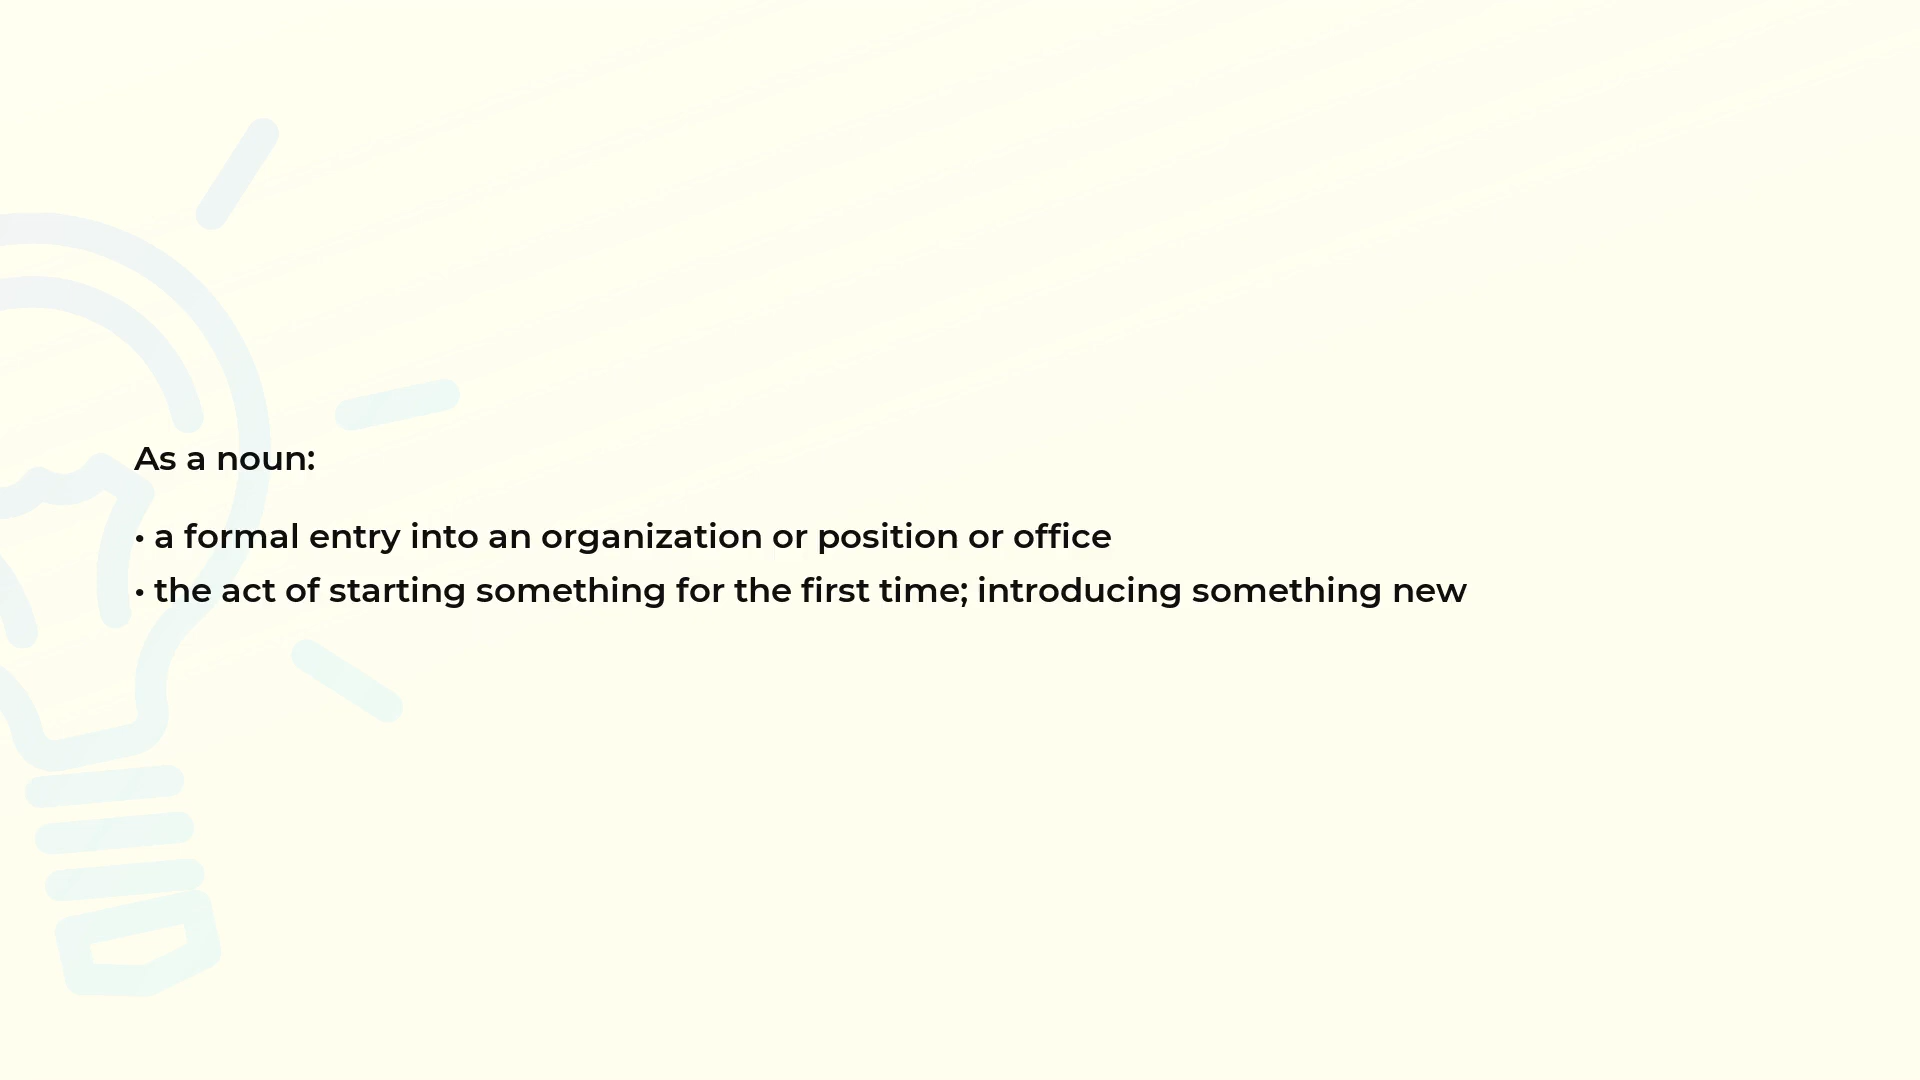 As a noun:
• a formal entry into an organization or position or office
• the act of starting something for the first time; introducing something new